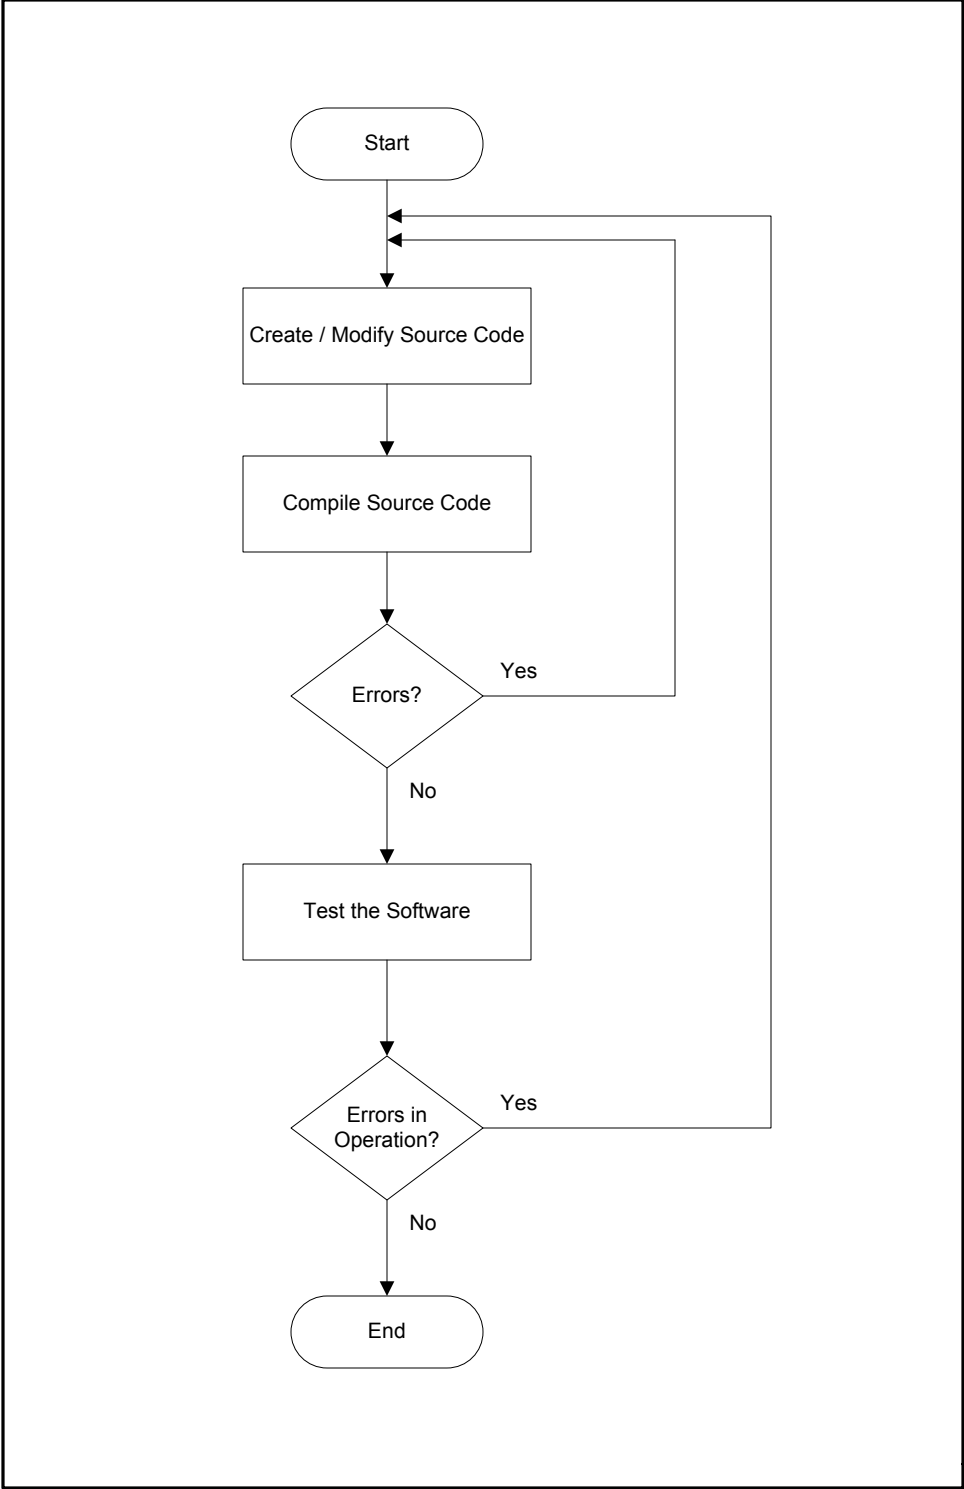 Start
Create / Modify Source Code
Compile Source Code
Errors?
Yes
No
Test the Software
Errors in
Operation?
Yes
No
End